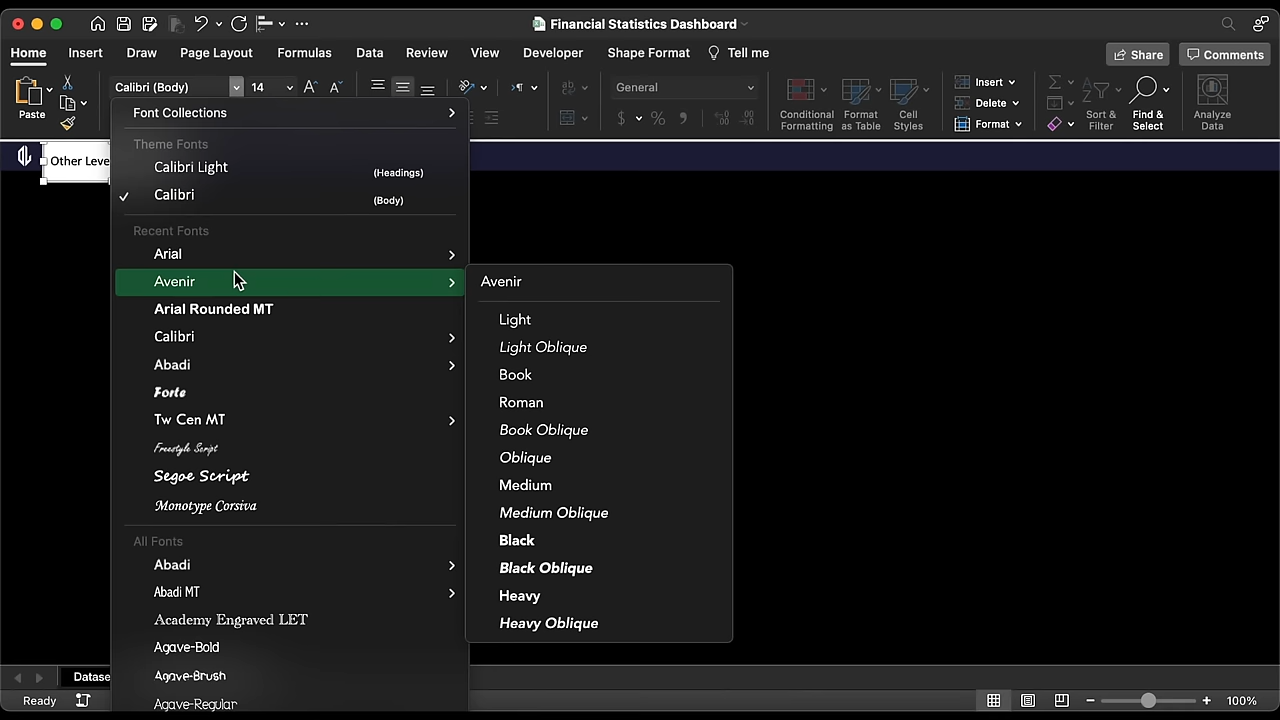 Financial Statistics Dashboard
Home Insert Draw Page Layout Formulas Data Review View Developer Shape Format Tell me Share Comments
Calibri (Body) 14 General
Paste
Insert
Delete
Format
Conditional Formatting
Format as Table
Cell Styles
Sort & Filter
Find & Select
Analyze Data
Other Leve
Font Collections
Theme Fonts
Calibri Light (Headings)
Calibri (Body)
Recent Fonts
Arial
Avenir
Arial Rounded MT
Calibri
Abadi
Forte
Tw Cen MT
Freestyle Script
Segoe Script
Monotype Corsiva
All Fonts
Abadi
Abadi MT
Academy Engraved LET
Agave-Bold
Agave-Brush
Agave-Regular
Avenir
Light
Light Oblique
Book
Roman
Book Oblique
Oblique
Medium
Medium Oblique
Black
Black Oblique
Heavy
Heavy Oblique
Datase
Ready 100%